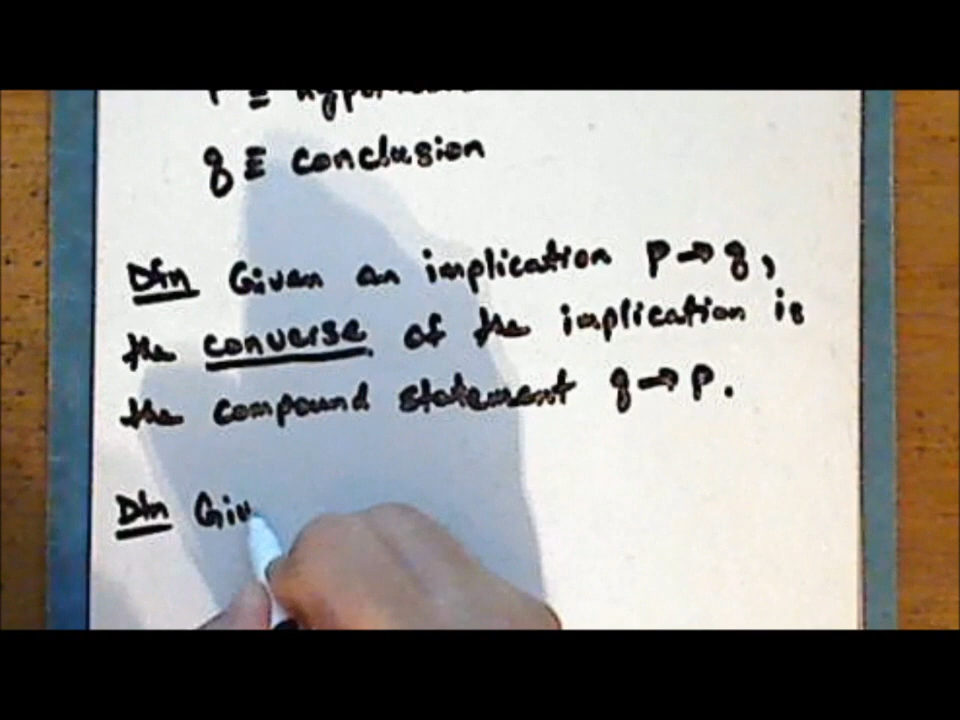 q ≡ conclusion
Dfn Given an implication p→q,
the converse of the implication is
the compound statement q→p.
Dfn Giv